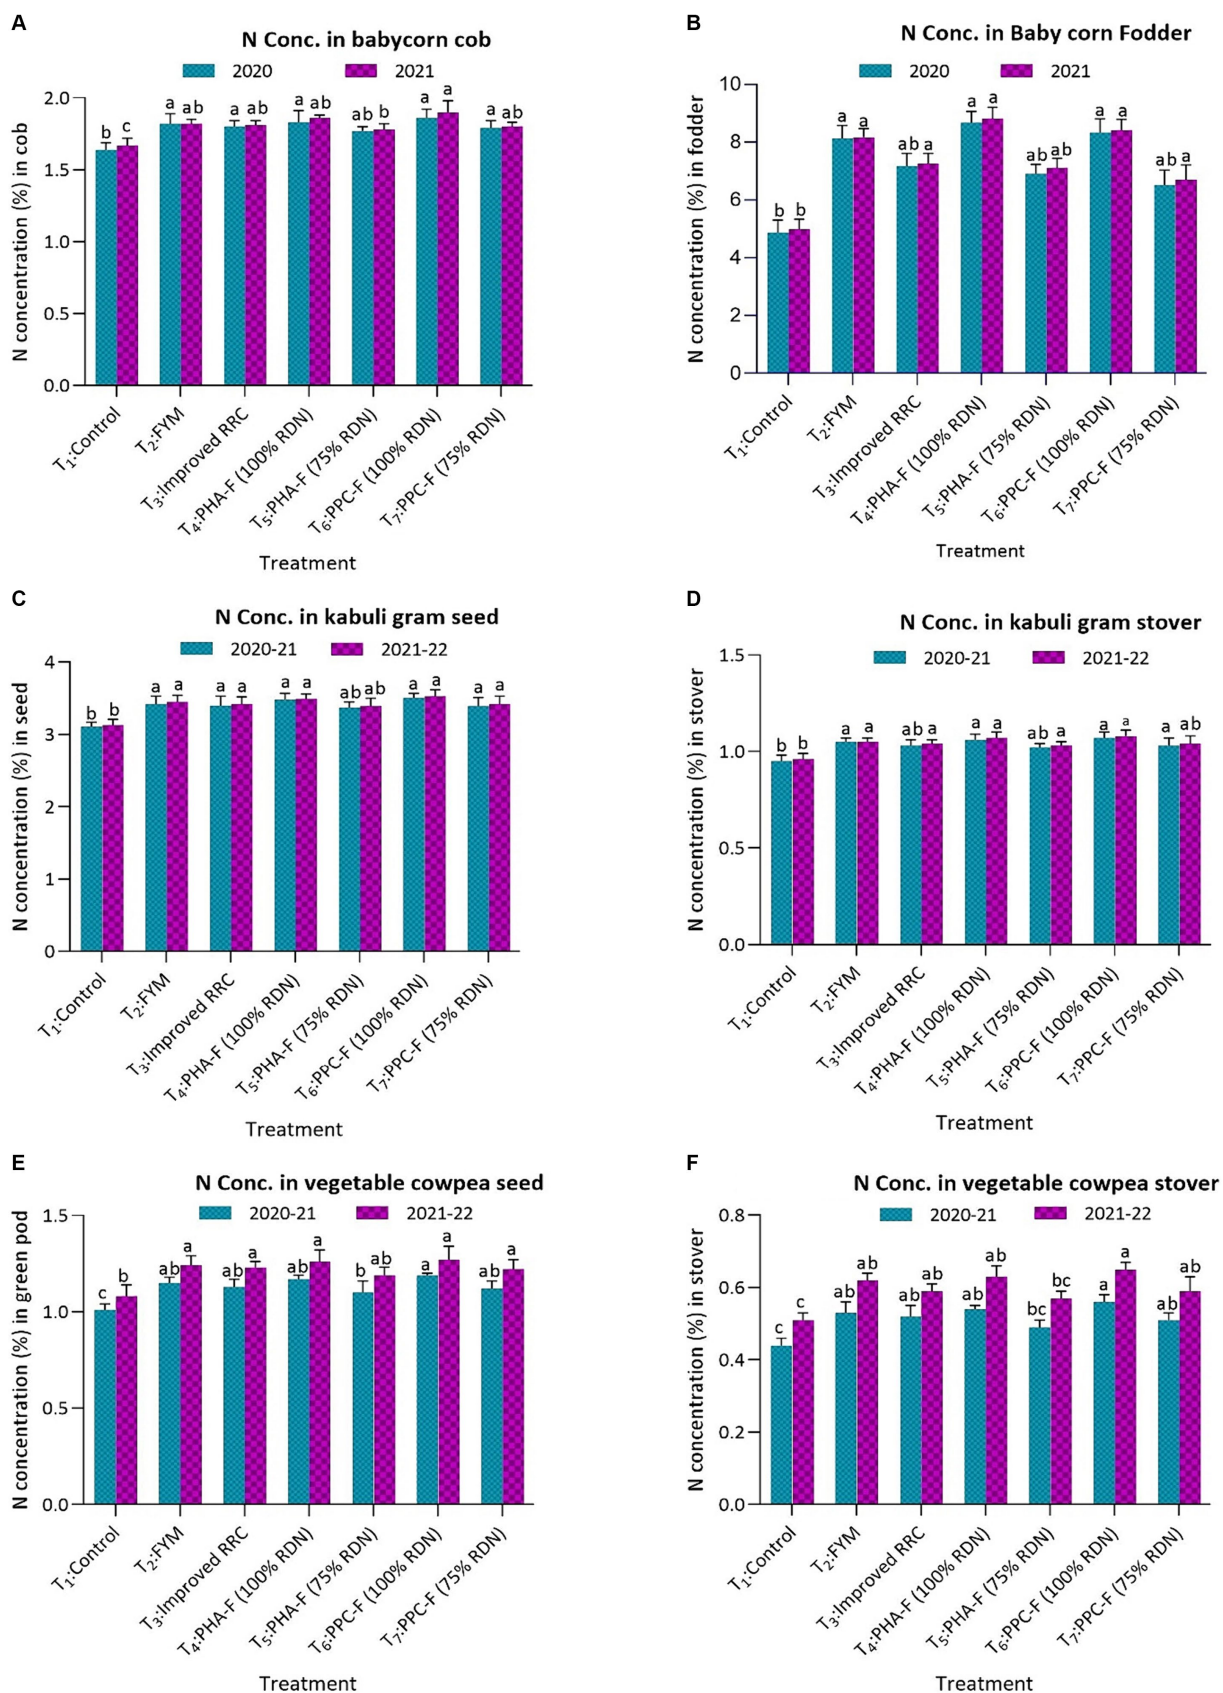 A
N Conc. in babycorn cob
2020 2021
N concentration (%) in cob
2.0
1.5
1.0
0.5
0.0
b c a ab a ab a ab ab b a a a ab
T1:Control
T2:FYM
T3:Improved RRC
T4:PHA-F (100% RDN)
T5:PHA-F (75% RDN)
T6:PPC-F (100% RDN)
T7:PPC-F (75% RDN)
Treatment
B
N Conc. in Baby corn Fodder
2020 2021
N concentration (%) in fodder
10
8
6
4
2
0
b b a a ab a a a ab ab a a ab a
T1:Control
T2:FYM
T3:Improved RRC
T4:PHA-F (100% RDN)
T5:PHA-F (75% RDN)
T6:PPC-F (100% RDN)
T7:PPC-F (75% RDN)
Treatment
C
N Conc. in kabuli gram seed
2020-21 2021-22
N concentration (%) in seed
4
3
2
1
0
b b a a a a a a ab ab a a a a
T1:Control
T2:FYM
T3:Improved RRC
T4:PHA-F (100% RDN)
T5:PHA-F (75% RDN)
T6:PPC-F (100% RDN)
T7:PPC-F (75% RDN)
Treatment
D
N Conc. in kabuli gram stover
2020-21 2021-22
N concentration (%) in stover
1.5
1.0
0.5
0.0
b b a a ab a a a ab a a a a ab
T1:Control
T2:FYM
T3:Improved RRC
T4:PHA-F (100% RDN)
T5:PHA-F (75% RDN)
T6:PPC-F (100% RDN)
T7:PPC-F (75% RDN)
Treatment
E
N Conc. in vegetable cowpea seed
2020-21 2021-22
N concentration (%) in green pod
1.5
1.0
0.5
0.0
c b ab a ab a ab a b ab a a ab a
T1:Control
T2:FYM
T3:Improved RRC
T4:PHA-F (100% RDN)
T5:PHA-F (75% RDN)
T6:PPC-F (100% RDN)
T7:PPC-F (75% RDN)
Treatment
F
N Conc. in vegetable cowpea stover
2020-21 2021-22
N concentration (%) in stover
0.8
0.6
0.4
0.2
0.0
c c ab ab ab ab ab ab bc bc a a ab ab
T1:Control
T2:FYM
T3:Improved RRC
T4:PHA-F (100% RDN)
T5:PHA-F (75% RDN)
T6:PPC-F (100% RDN)
T7:PPC-F (75% RDN)
Treatment